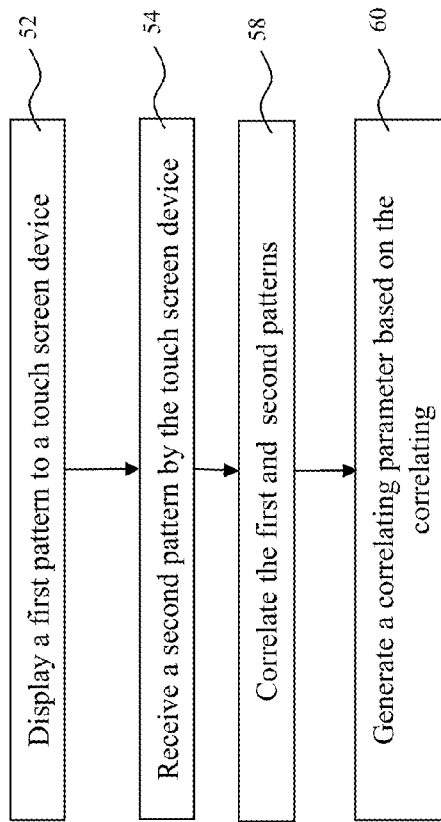 52
Display a first pattern to a touch screen device
54
Receive a second pattern by the touch screen device
58
Correlate the first and second patterns
60
Generate a correlating parameter based on the
correlating